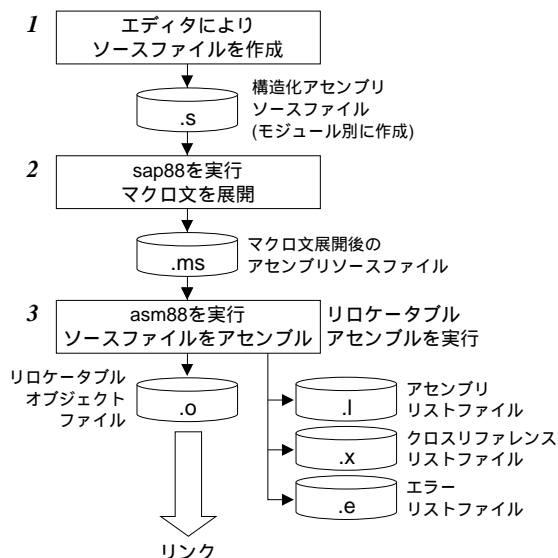 1
エディタにより
ソースファイルを作成
.s
構造化アセンブリ
ソースファイル
(モジュール別に作成)
2
sap88を実行
マクロ文を展開
.ms
マクロ文展開後の
アセンブリソースファイル
3
asm88を実行
ソースファイルをアセンブル
リロケータブル
アセンブルを実行
リロケータブル
オブジェクト
ファイル
.o
.l
アセンブリ
リストファイル
.x
クロスリファレンス
リストファイル
.e
エラー
リストファイル
リンク